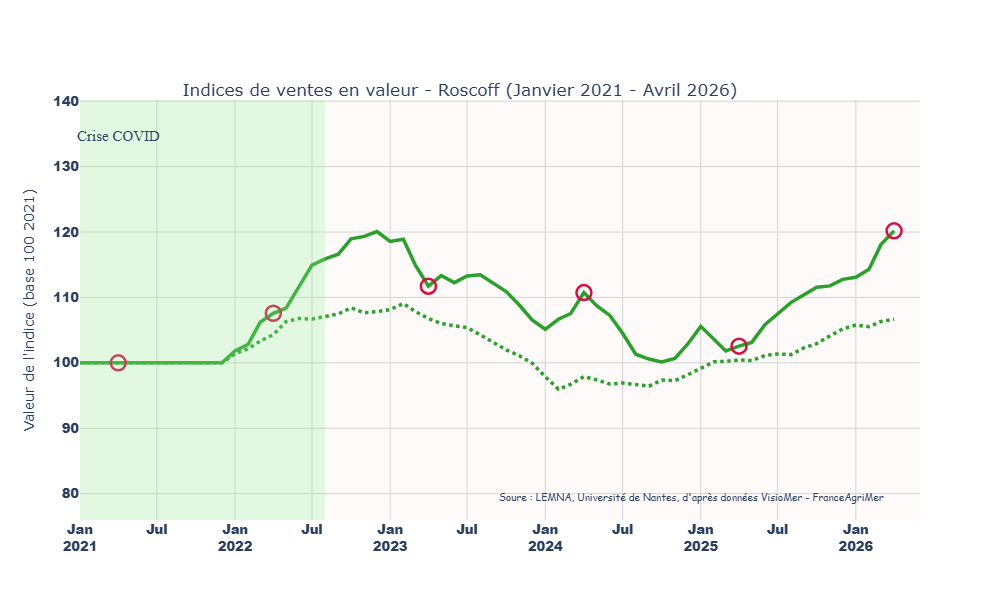 Indices de ventes en valeur - Roscoff (Janvier 2021 - Avril 2026)
140
Crise COVID
130
120
110
100
90
80
Valeur de l'indice (base 100 2021)
Soure : LEMNA, Université de Nantes, d'après données VisioMer - FranceAgriMer
Jan Jul Jan Jul Jan Jul Jan Jul Jan Jul Jan
2021 2022 2023 2024 2025 2026